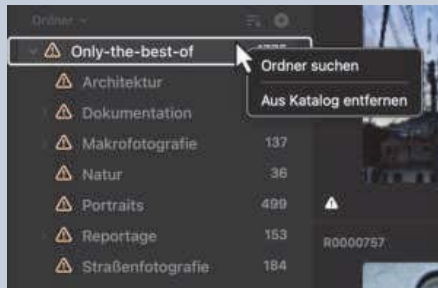 Ordner
Only-the-best-of
Ordner suchen
Architektur
Aus Katalog entfernen
Dokumentation
Makrofotografie 137
Natur 36
Portraits 499
Reportage 153
R0000757
Straßenfotografie 184